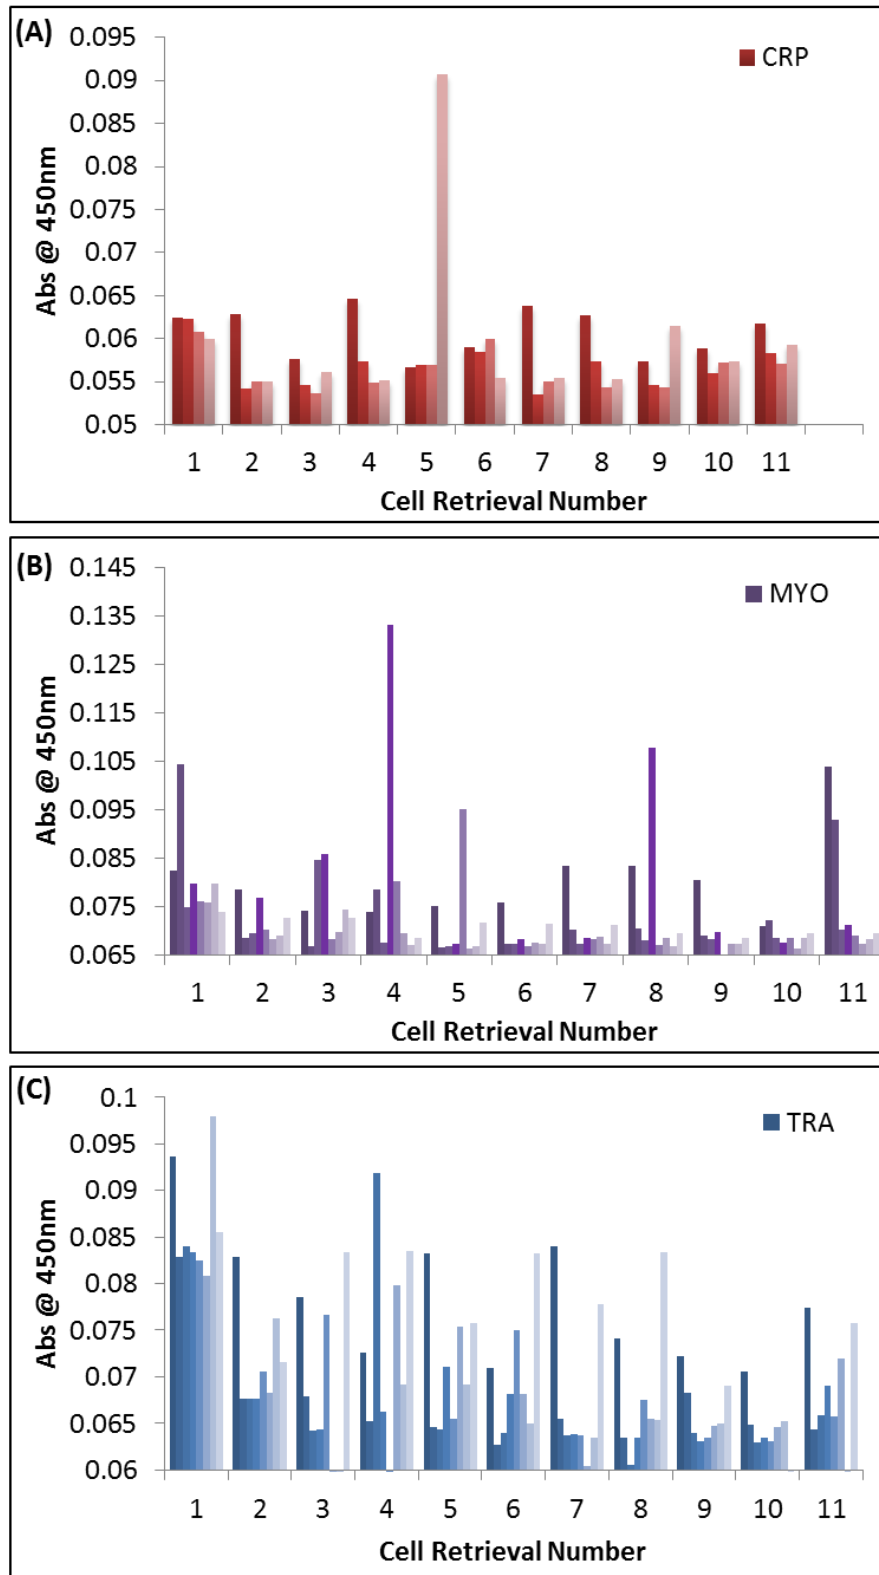 (A)
0.095
0.09
0.085
0.08
0.075
0.07
0.065
0.06
0.055
0.05
Abs @ 450nm
CRP
1 2 3 4 5 6 7 8 9 10 11
Cell Retrieval Number
(B)
0.145
0.135
0.125
0.115
0.105
0.095
0.085
0.075
0.065
Abs @ 450nm
MYO
1 2 3 4 5 6 7 8 9 10 11
Cell Retrieval Number
(C)
0.1
0.095
0.09
0.085
0.08
0.075
0.07
0.065
0.06
Abs @ 450nm
TRA
1 2 3 4 5 6 7 8 9 10 11
Cell Retrieval Number